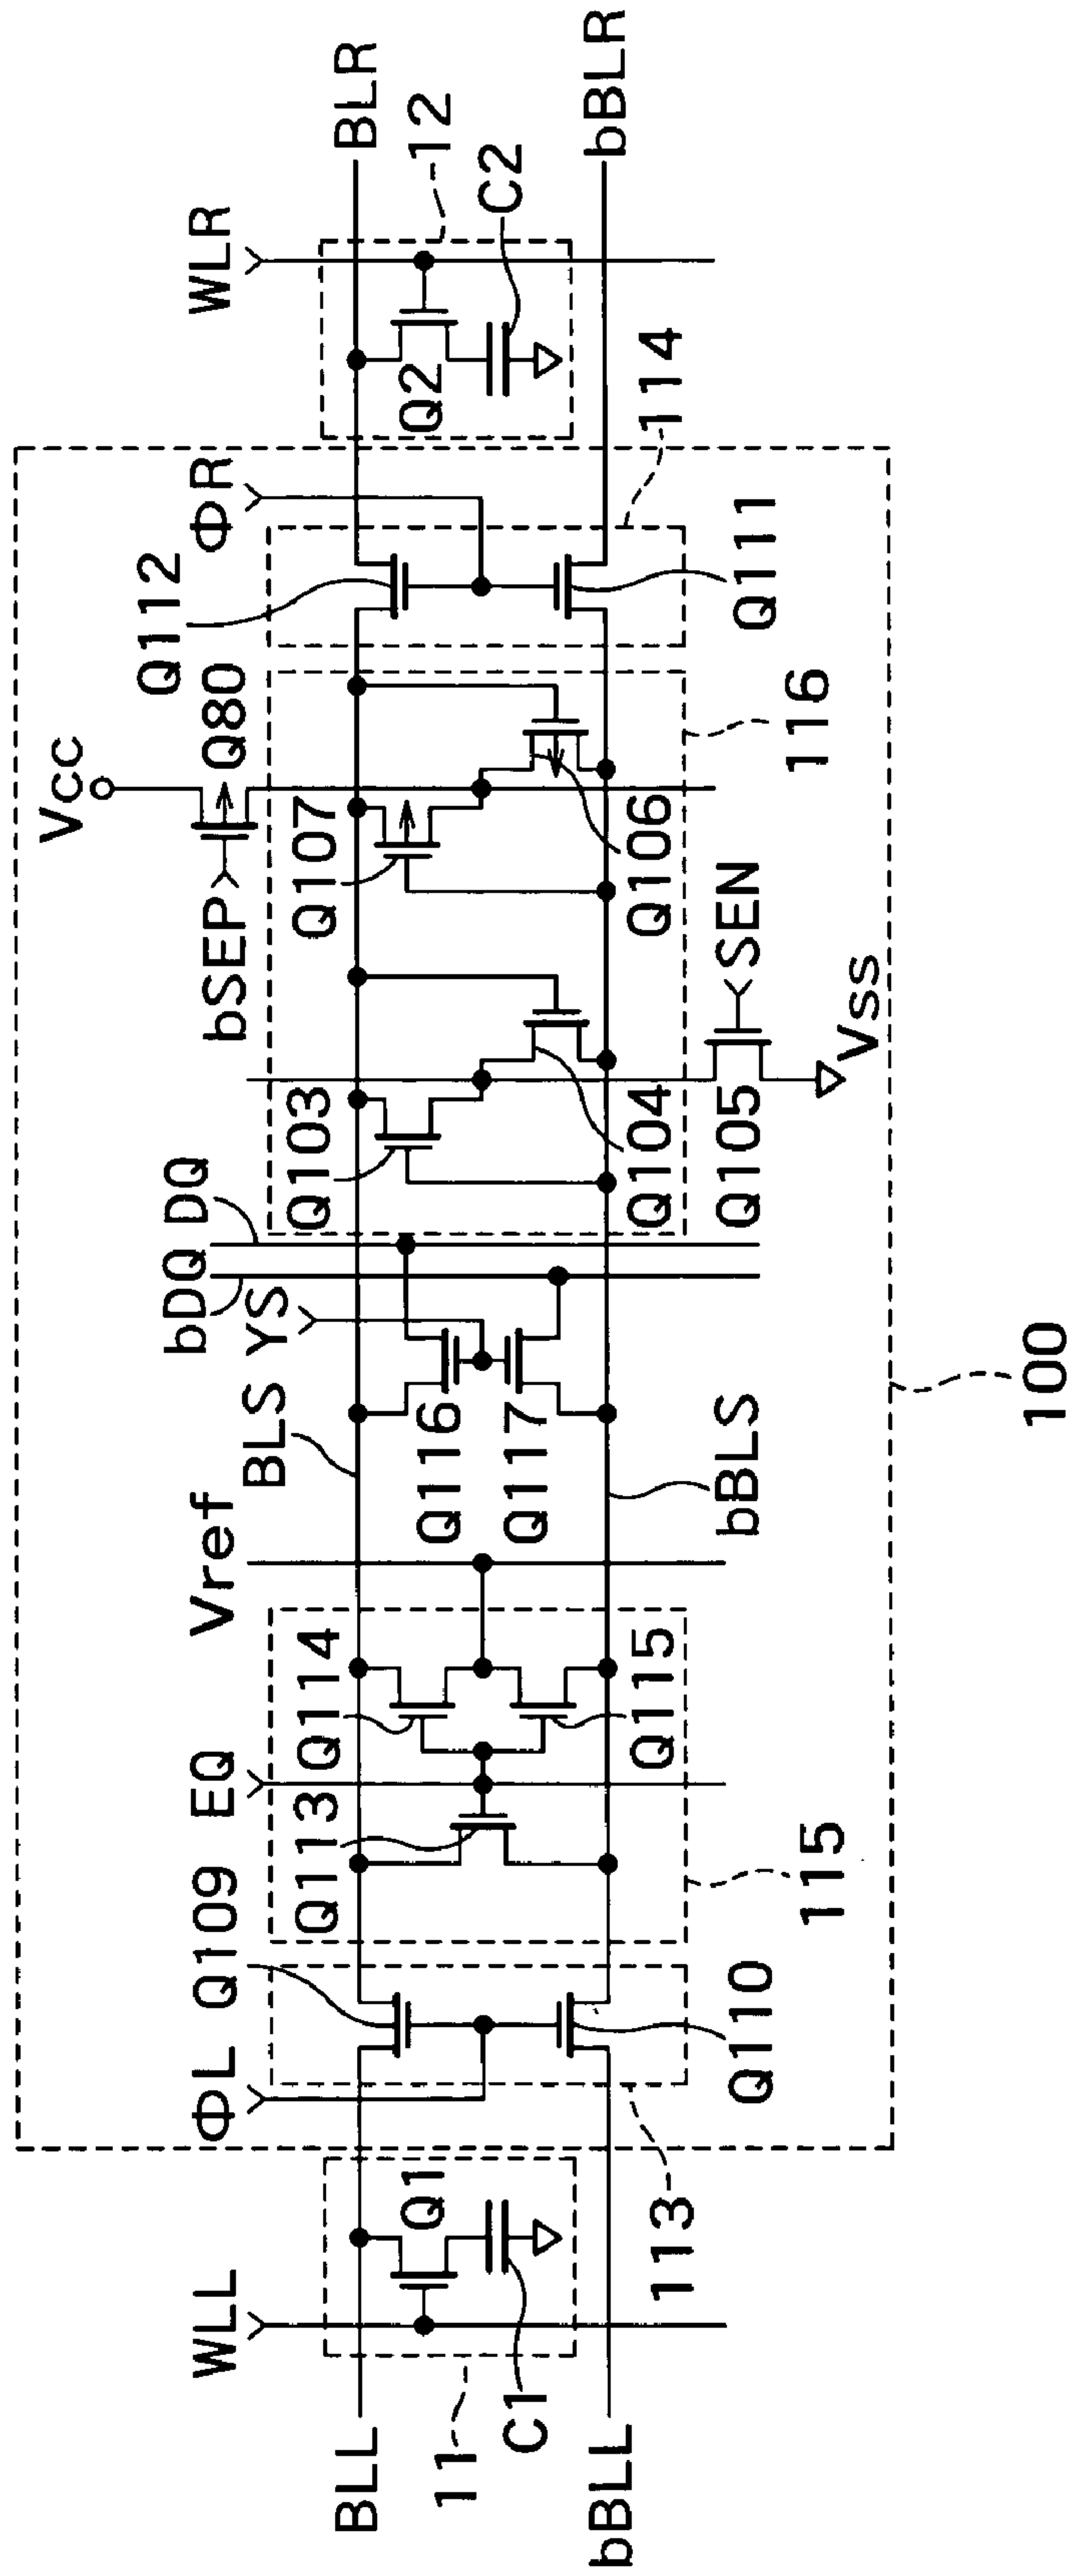 Vcc
Q112
ΦR
WLR
bSEP
Q80
bDQ
DQ
YS
BLS
Vref
EQ
Q109
ΦL
WLL
BLL
Q1
Q113
Q114
Q116
Q103
Q107
Q2
BLR
12
11
C1
Q117
C2
bBLL
113
Q115
Q104
Q106
114
bBLR
Q110
bBLS
Q105
SEN
Q111
115
Vss
116
100